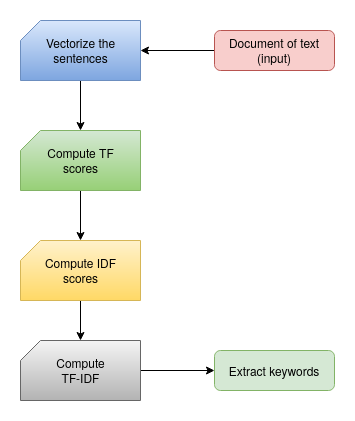 Vectorize the
sentences
Document of text
(input)
Compute TF
scores
Compute IDF
scores
Compute
TF-IDF
Extract keywords